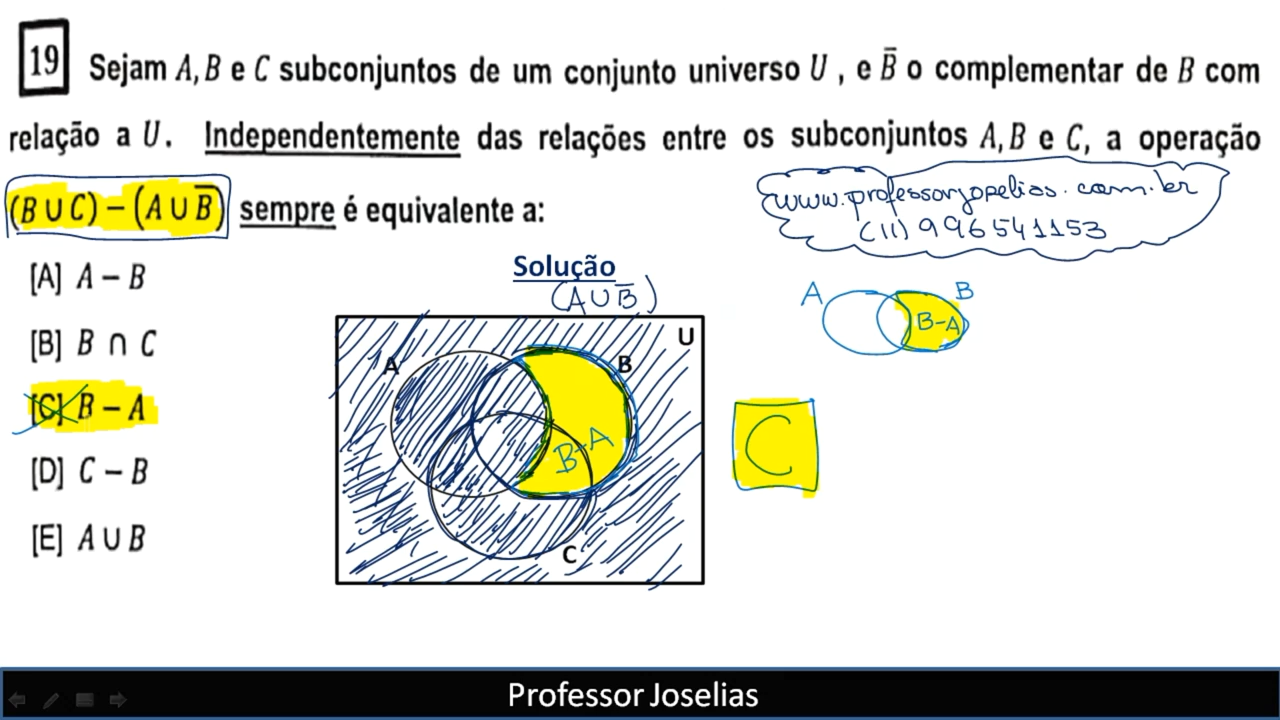 19 Sejam A, B e C subconjuntos de um conjunto universo U , e B̅ o complementar de B com
relação a U. Independentemente das relações entre os subconjuntos A, B e C, a operação
(B ∪ C) − (A ∪ B̅) sempre é equivalente a:
www.professorjopelias.com.br
(11) 996541153
[A] A − B
[B] B ∩ C
[C] B − A
[D] C − B
[E] A ∪ B
Solução
(A ∪ B̅)
U
A
B
B-A
C
A
B
B-A
C
Professor Joselias